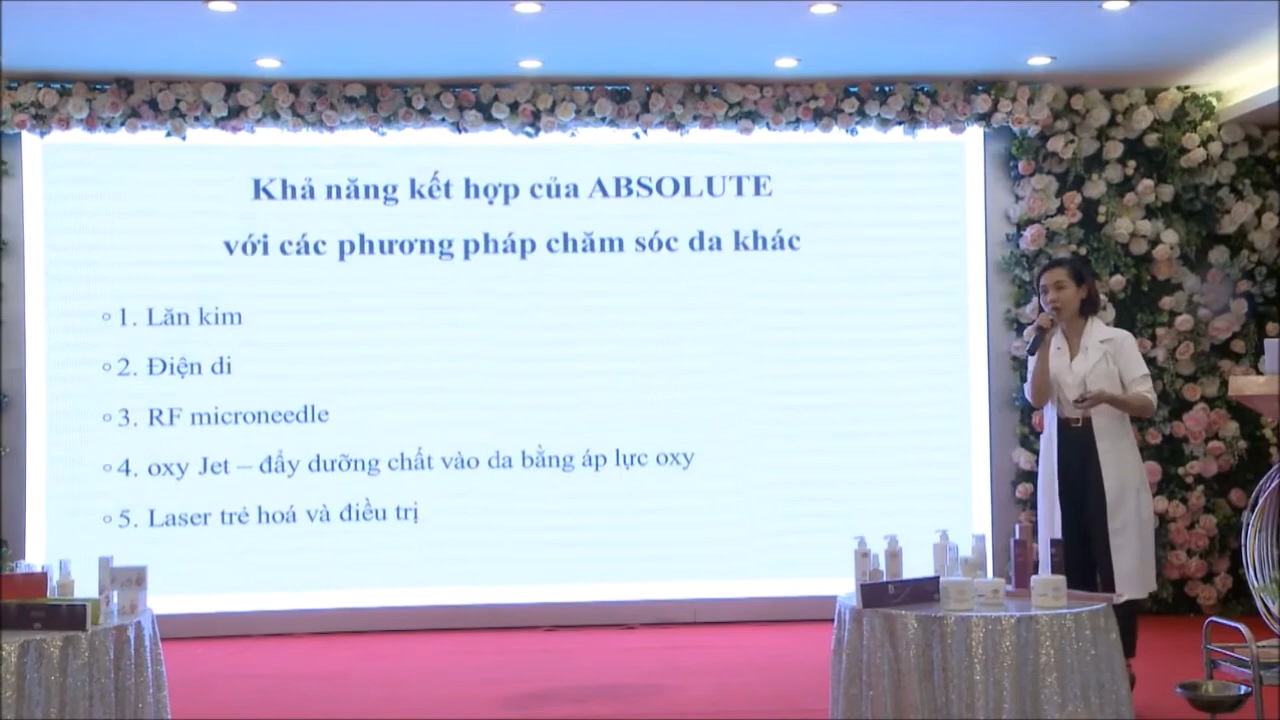 Khả năng kết hợp của ABSOLUTE
với các phương pháp chăm sóc da khác
1. Lăn kim
2. Điện di
3. RF microneedle
4. oxy Jet – đẩy dưỡng chất vào da bằng áp lực oxy
5. Laser trẻ hoá và điều trị